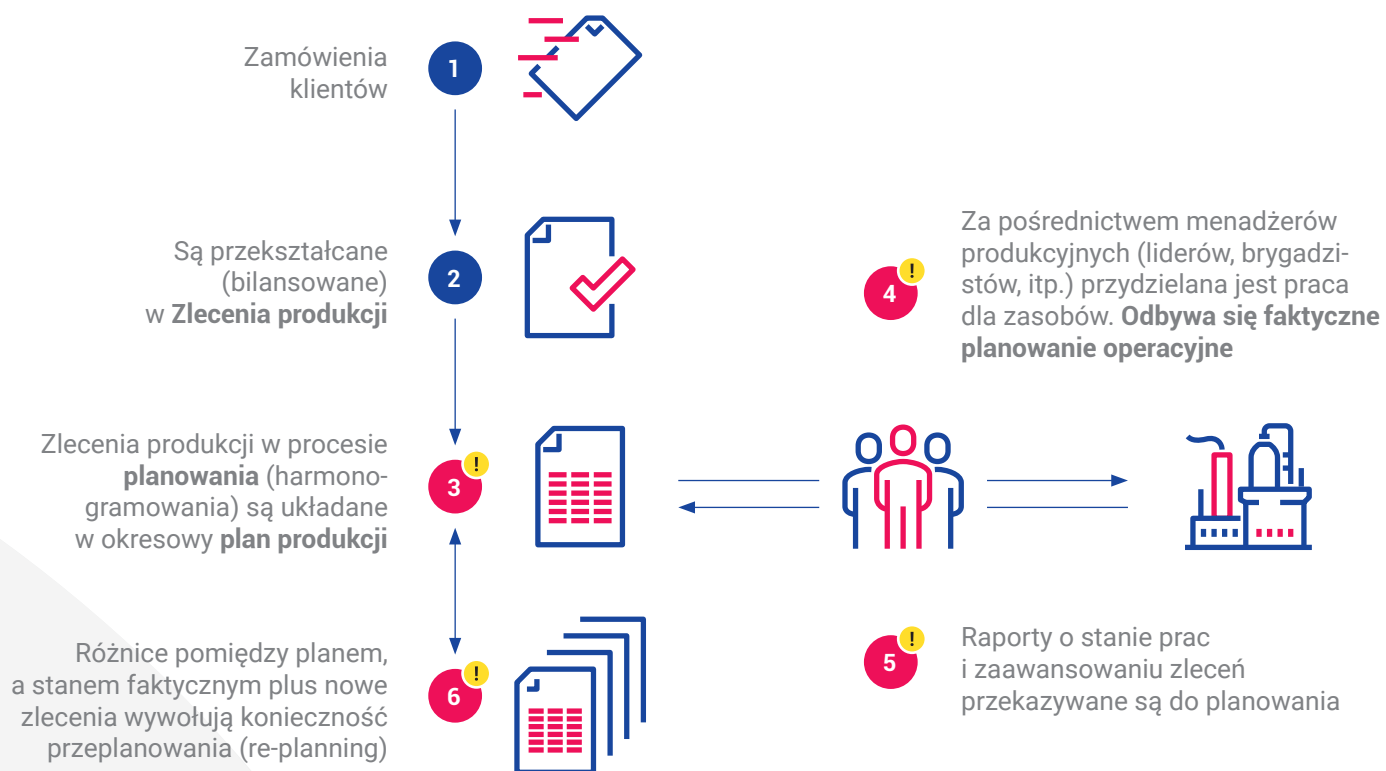 Zamówienia
klientów
1
Są przekształcane
(bilansowane)
w Zlecenia produkcji
2
Zlecenia produkcji w procesie
planowania (harmono-
gramowania) są układane
w okresowy plan produkcji
3
!
Za pośrednictwem menadżerów
produkcyjnych (liderów, brygadzi-
stów, itp.) przydzielana jest praca
dla zasobów. Odbywa się faktyczne
planowanie operacyjne
4
!
Raporty o stanie prac
i zaawansowaniu zleceń
przekazywane są do planowania
5
!
Różnice pomiędzy planem,
a stanem faktycznym plus nowe
zlecenia wywołują konieczność
przeplanowania (re-planning)
6
!